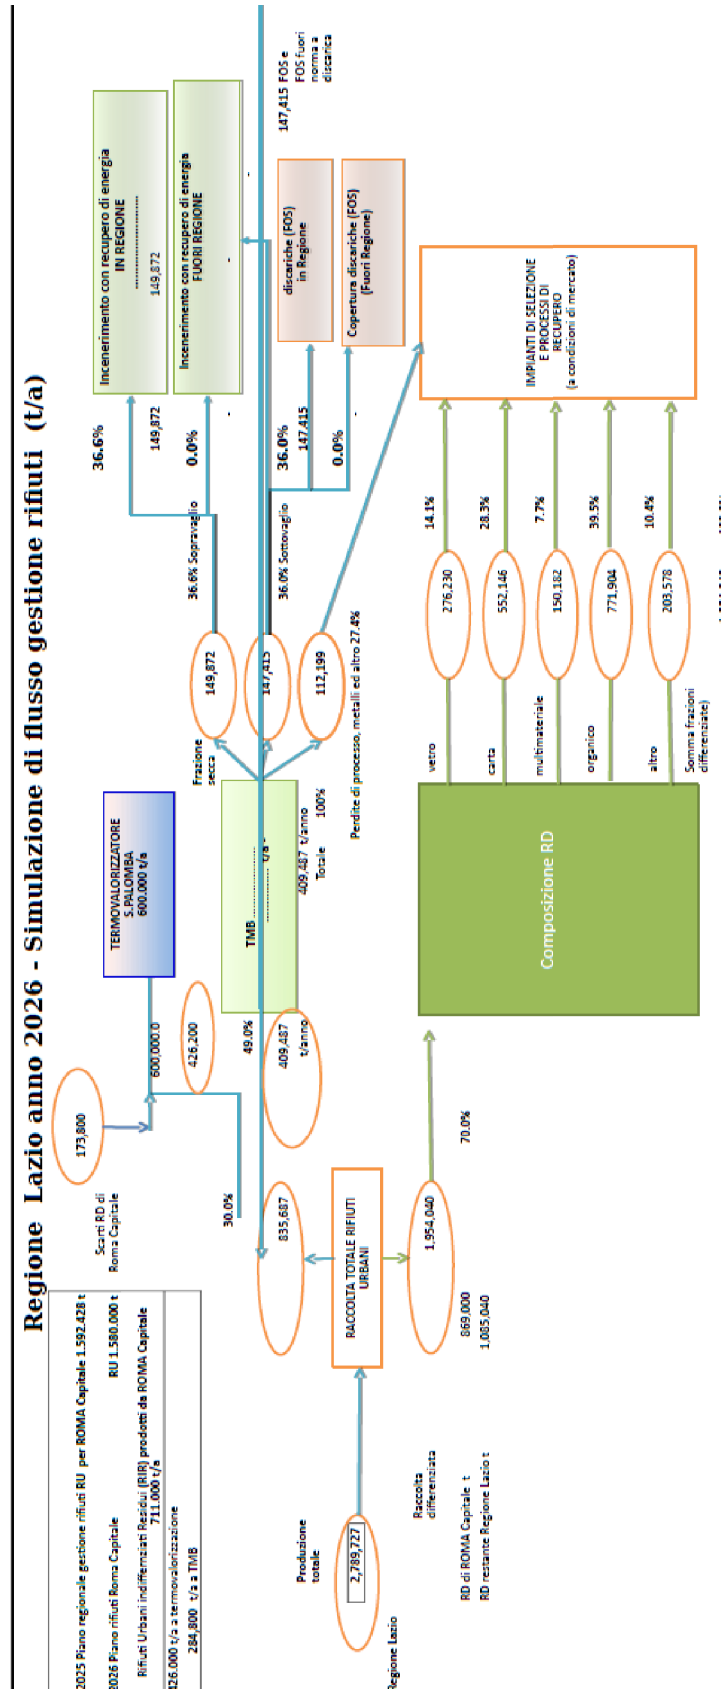 Regione Lazio anno 2026 - Simulazione di flusso gestione rifiuti (t/a)
2025 Piano regionale gestione rifiuti RU per ROMA Capitale 1.592.428 t
2026 Piano rifiuti Roma Capitale RU 1.580.000 t
Rifiuti Urbani indiffernziati Residui (RIR) prodotti da ROMA Capitale
711.000 t/a
426.000 t/a a termovalorizzazione
284,800 t/a a TMB
Scarti RD di
Roma Capitale
173,800
600,000.0
426,200
30.0%
TERMOVALORIZZATORE
S.PALOMBA
600.000 t/a
Produzione
totale
2,789,727
Regione Lazio
RACCOLTA TOTALE RIFIUTI
URBANI
835,687
49.0%
409,487
t/anno
TMB ......................
...................... t/a -
409,487 t/anno
Totale 100%
Frazione
secca
149,872
147,415
112,199
36.6% Sopravaglio
36.0% Sottovaglio
Perdite di processo, metalli ed altro 27.4%
36.6%
149,872
0.0%
-
36.0%
147.415
0.0%
-
Incenerimento con recupero di energia
IN REGIONE
..............................
149,872
Incenerimento con recupero di energia
FUORI REGIONE
-
-
discariche (FOS)
in Regione
Copertura discariche (FOS)
(Fuori Regione)
-
147,415 FOS e
FOS fuori
norma a
discarica
Raccolta
differenziata
1,954,040
70.0%
RD di ROMA Capitale t 869,000
RD restante Regione Lazio t 1,085,040
Composizione RD
vetro
276,230
14.1%
carta
552,146
28.3%
multimateriale
150,182
7.7%
organico
771,904
39.5%
altro
203,578
10.4%
Somma frazioni
differenziate)
IMPIANTI DI SELEZIONE
E PROCESSI DI
RECUPERO
(a condizioni di mercato)